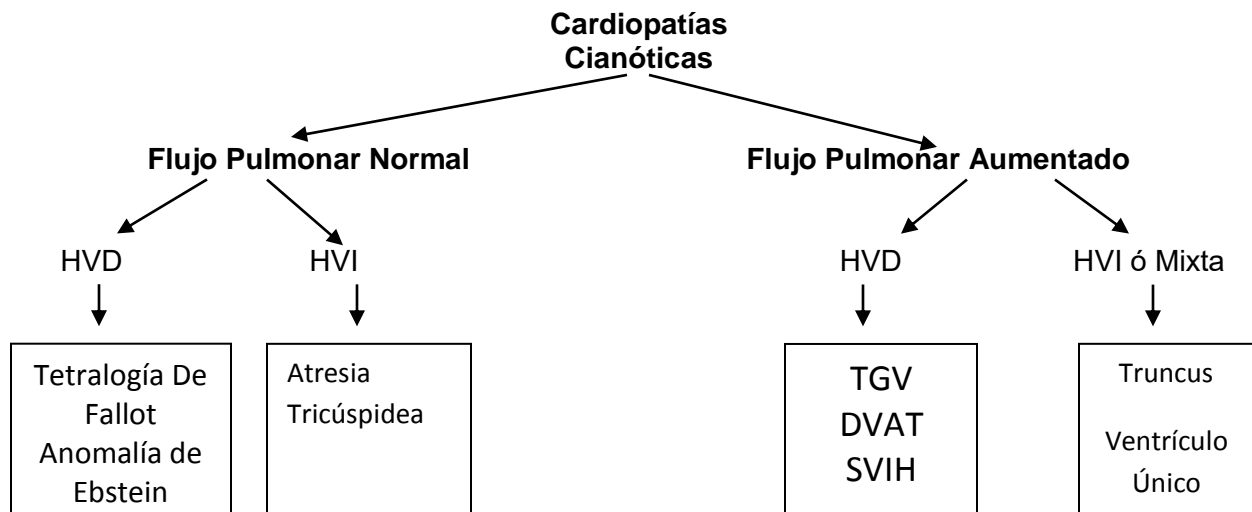 Cardiopatías
Cianóticas
Flujo Pulmonar Normal
Flujo Pulmonar Aumentado
HVD
HVI
HVD
HVI ó Mixta
Tetralogía De
Fallot
Anomalía de
Ebstein
Atresia
Tricúspidea
TGV
DVAT
SVIH
Truncus
Ventrículo
Único